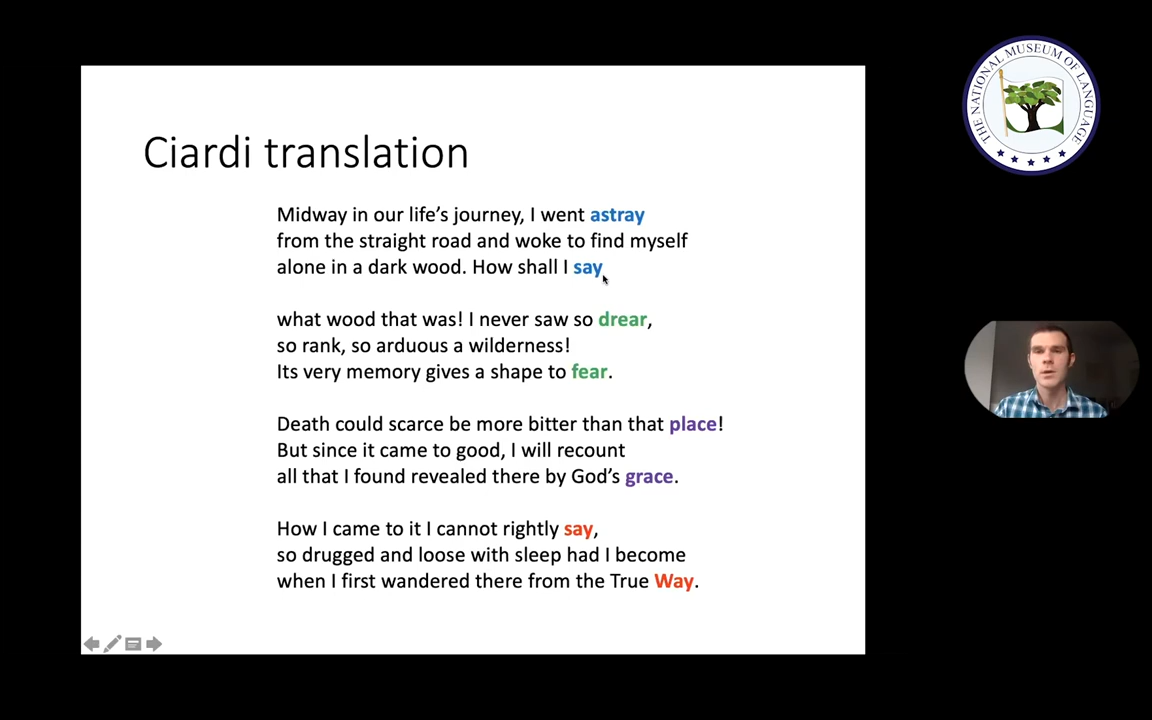 Ciardi translation
Midway in our life’s journey, I went astray
from the straight road and woke to find myself
alone in a dark wood. How shall I say
what wood that was! I never saw so drear,
so rank, so arduous a wilderness!
Its very memory gives a shape to fear.
Death could scarce be more bitter than that place!
But since it came to good, I will recount
all that I found revealed there by God’s grace.
How I came to it I cannot rightly say,
so drugged and loose with sleep had I become
when I first wandered there from the True Way.
THE NATIONAL MUSEUM OF LANGUAGE